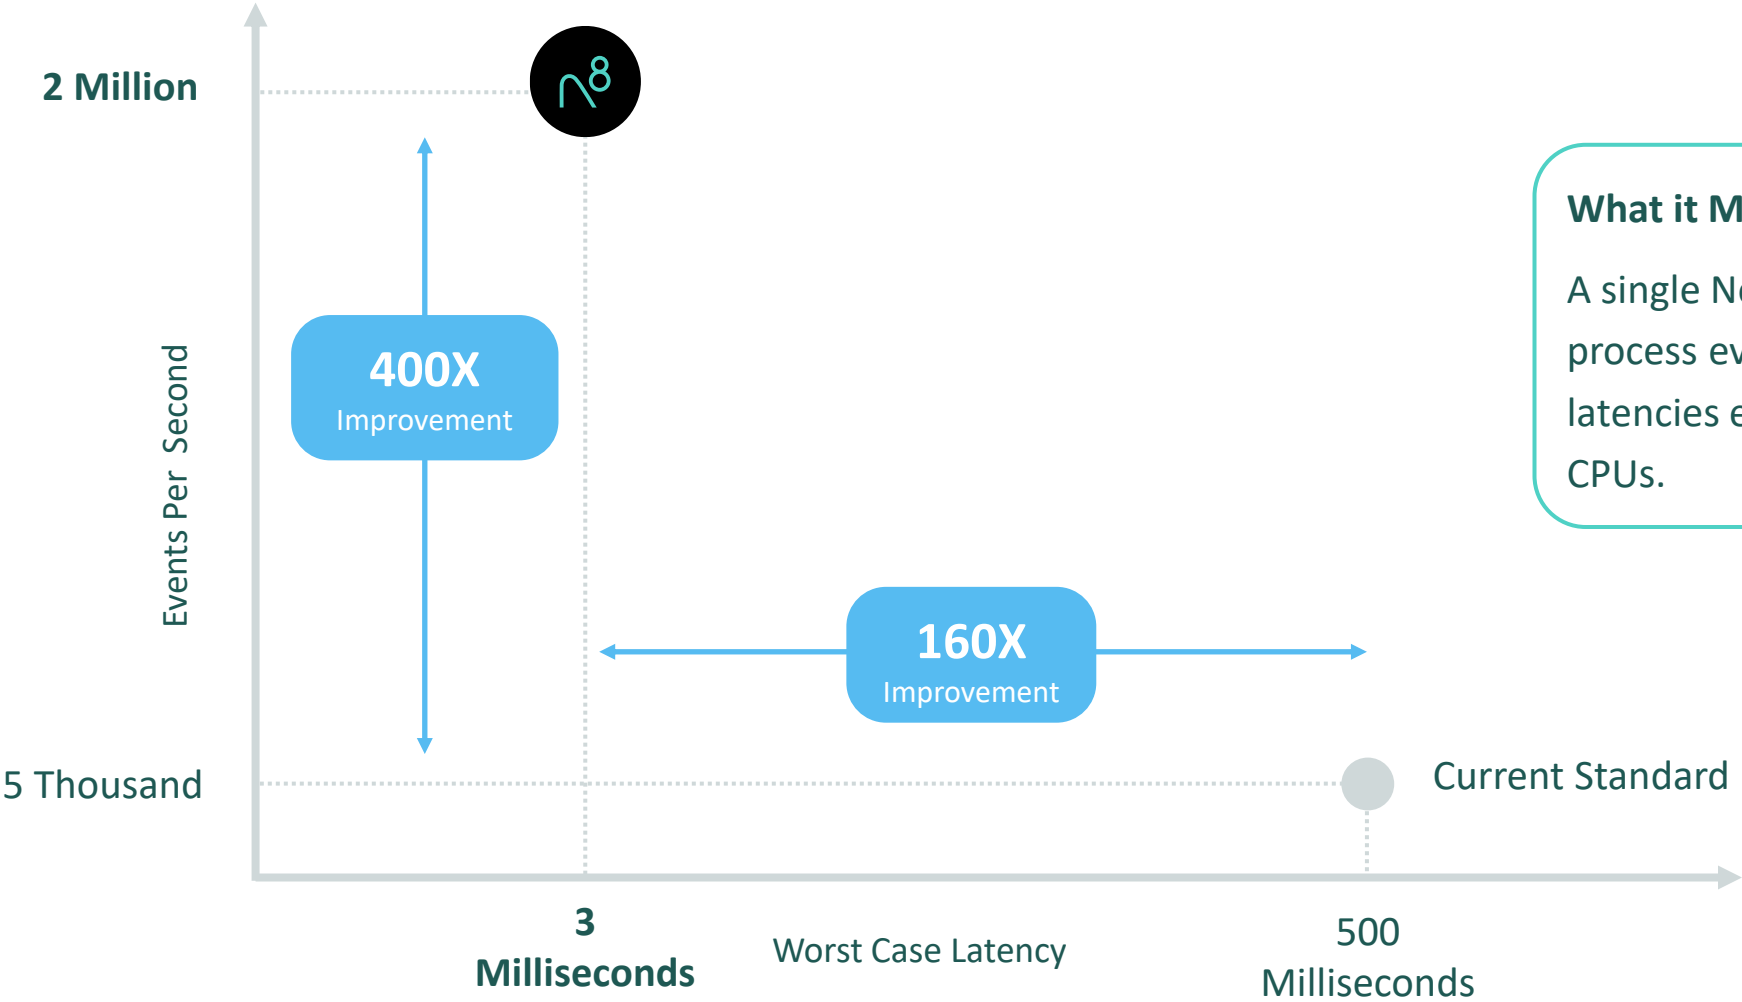 2 Million
n8
400X
Improvement
Events Per Second
160X
Improvement
5 Thousand
Current Standard
3
Milliseconds
Worst Case Latency
500
Milliseconds
What it M
A single
process
latencies
CPUs.